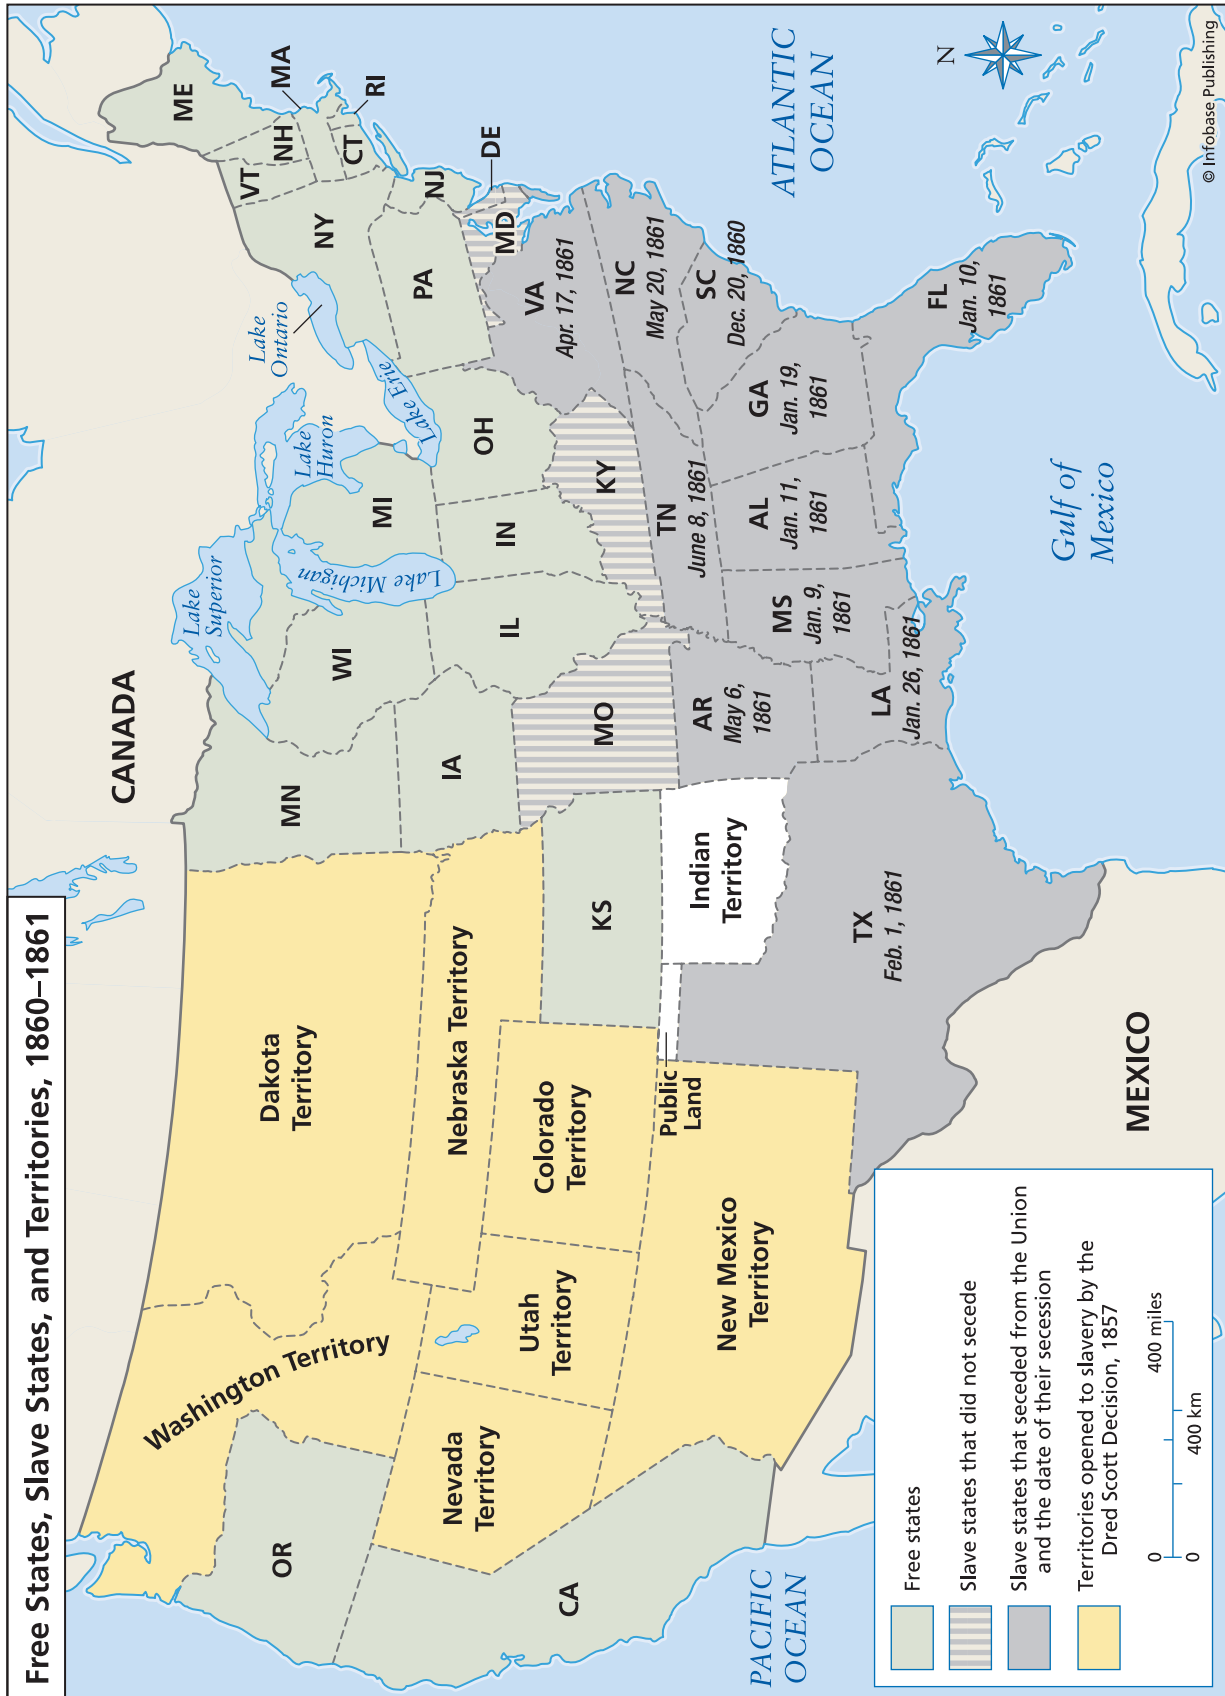 Free States, Slave States, and Territories, 1860–1861
CANADA
Washington Territory
Dakota
Territory
MN
Lake
Superior
Lake
Huron
Lake
Ontario
VT
ME
NH
MA
OR
WI
MI
NY
CT
RI
Nebraska Territory
IA
Lake Michigan
Lake Erie
PA
NJ
Nevada
Territory
Utah
Territory
Colorado
Territory
IL
IN
OH
MD
DE
CA
KS
MO
KY
VA
Apr. 17, 1861
New Mexico
Territory
Public
Land
Indian
Territory
AR
May 6,
1861
TN
June 8, 1861
NC
May 20, 1861
SC
Dec. 20, 1860
ATLANTIC
OCEAN
PACIFIC
OCEAN
TX
Feb. 1, 1861
LA
Jan. 26, 1861
MS
Jan. 9,
1861
AL
Jan. 11,
1861
GA
Jan. 19,
1861
FL
Jan. 10,
1861
N
MEXICO
Gulf of
Mexico
Free states
Slave states that did not secede
Slave states that seceded from the Union
and the date of their secession
Territories opened to slavery by the
Dred Scott Decision, 1857
0
400 miles
0
400 km
© Infobase Publishing